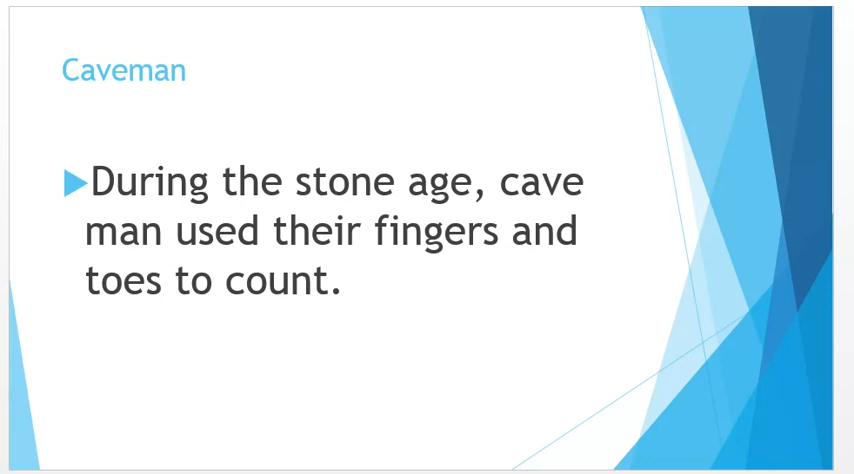 Caveman
During the stone age, cave
man used their fingers and
toes to count.